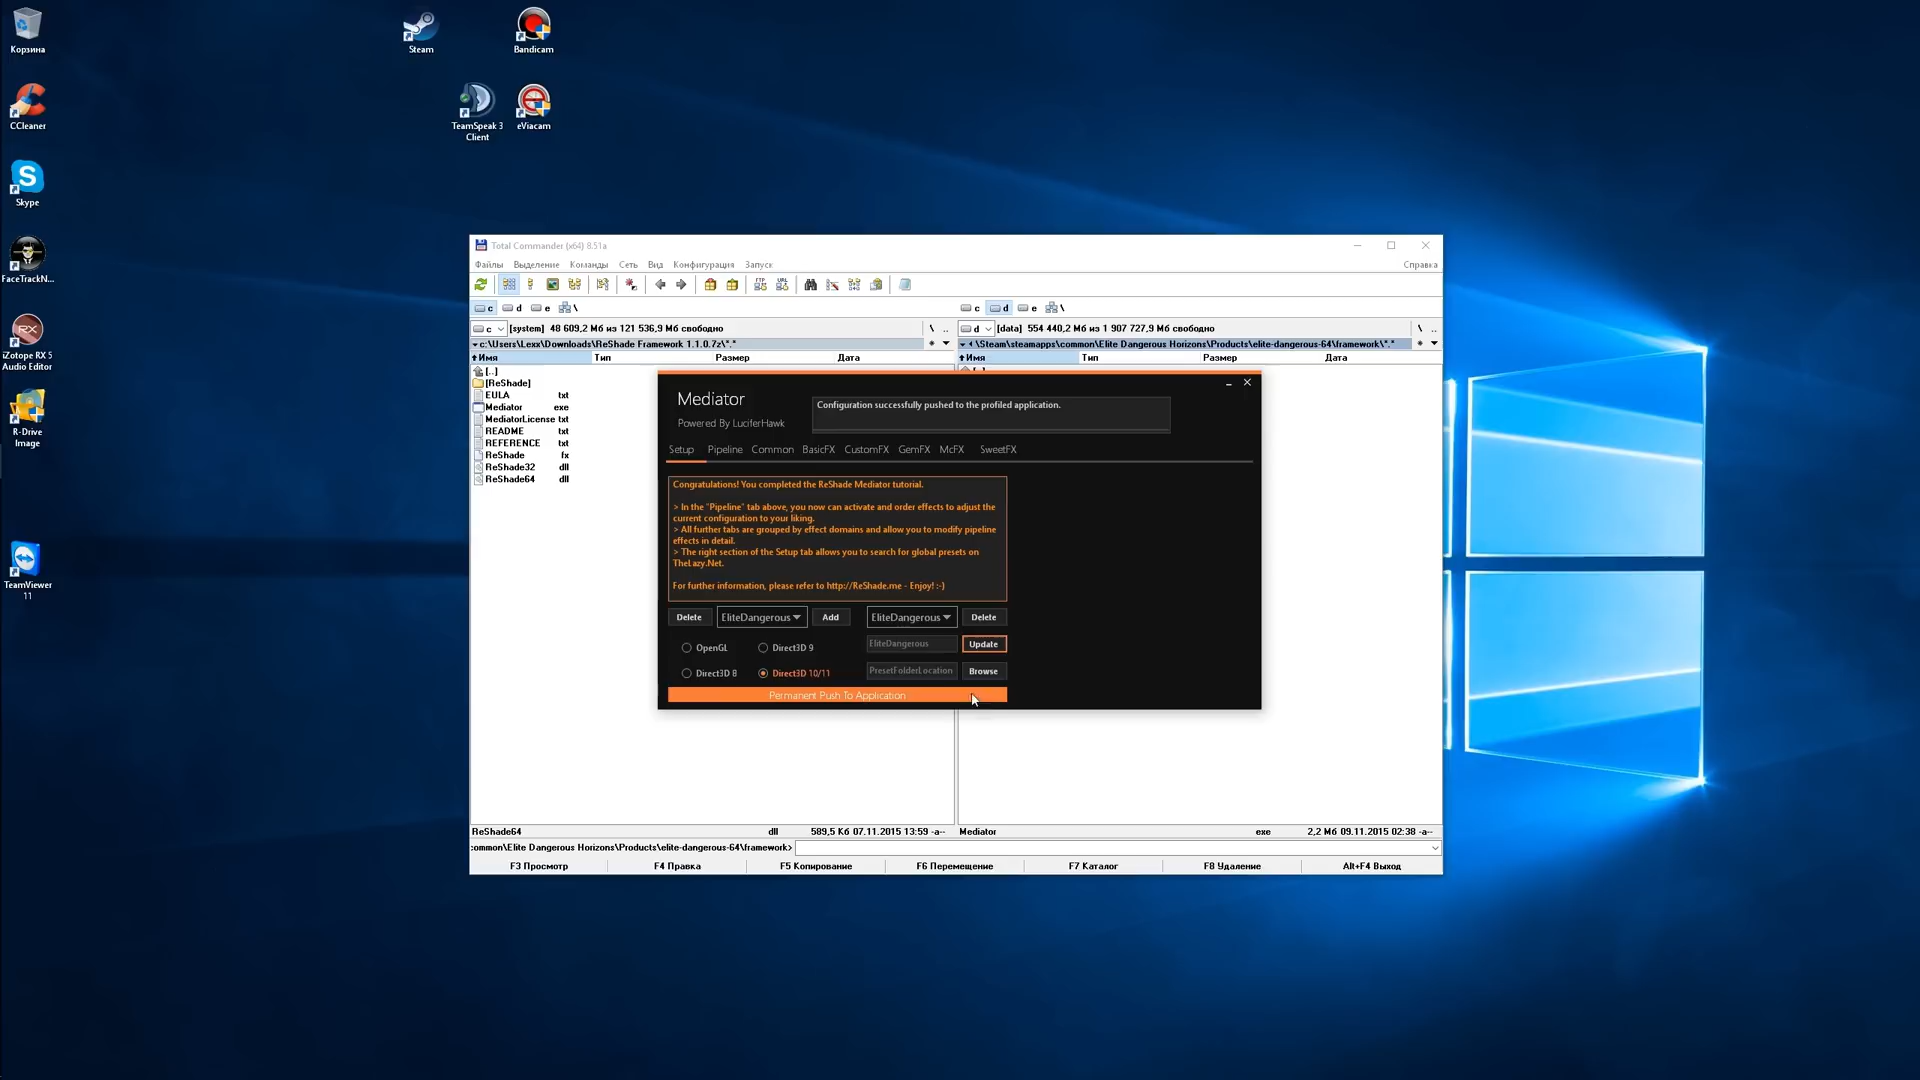 Корзина
CCleaner
Skype
FaceTrackN...
iZotope RX 5
Audio Editor
R-Drive
Image
TeamViewer
11
Steam
Bandicam
TeamSpeak 3
Client
eViacam
Total Commander (x64) 8.51a
Файлы Выделение Команды Сеть Вид Конфигурация Запуск Справка
c d e \
c d e \
c [system] 48 609,2 Мб из 121 536,9 Мб свободно \ ..
d [data] 554 440,2 Мб из 1 907 727,9 Мб свободно \ ..
c:\Users\Lexx\Downloads\ReShade Framework 1.1.0.7z\*.*
\Steam\steamapps\common\Elite Dangerous Horizons\Products\elite-dangerous-64\framework\*.*
Имя Тип Размер Дата
Имя Тип Размер Дата
[..]
[ReShade]
EULA txt
Mediator exe
MediatorLicense txt
README txt
REFERENCE txt
ReShade fx
ReShade32 dll
ReShade64 dll
Mediator
Powered By LuciferHawk
Configuration successfully pushed to the profiled application.
Setup Pipeline Common BasicFX CustomFX GemFX McFX SweetFX
Congratulations! You completed the ReShade Mediator tutorial.
> In the "Pipeline" tab above, you now can activate and order effects to adjust the
current configuration to your liking.
> All further tabs are grouped by effect domains and allow you to modify pipeline
effects in detail.
> The right section of the Setup tab allows you to search for global presets on
TheLazy.Net.
For further information, please refer to http://ReShade.me - Enjoy! :-)
Delete EliteDangerous Add EliteDangerous Delete
OpenGL Direct3D 9 EliteDangerous Update
Direct3D 8 Direct3D 10/11 PresetFolderLocation Browse
Permanent Push To Application
ReShade64 dll 589,5 Кб 07.11.2015 13:59 -a--
Mediator exe 2,2 Мб 09.11.2015 02:38 -a--
common\Elite Dangerous Horizons\Products\elite-dangerous-64\framework>
F3 Просмотр F4 Правка F5 Копирование F6 Перемещение F7 Каталог F8 Удаление Alt+F4 Выход